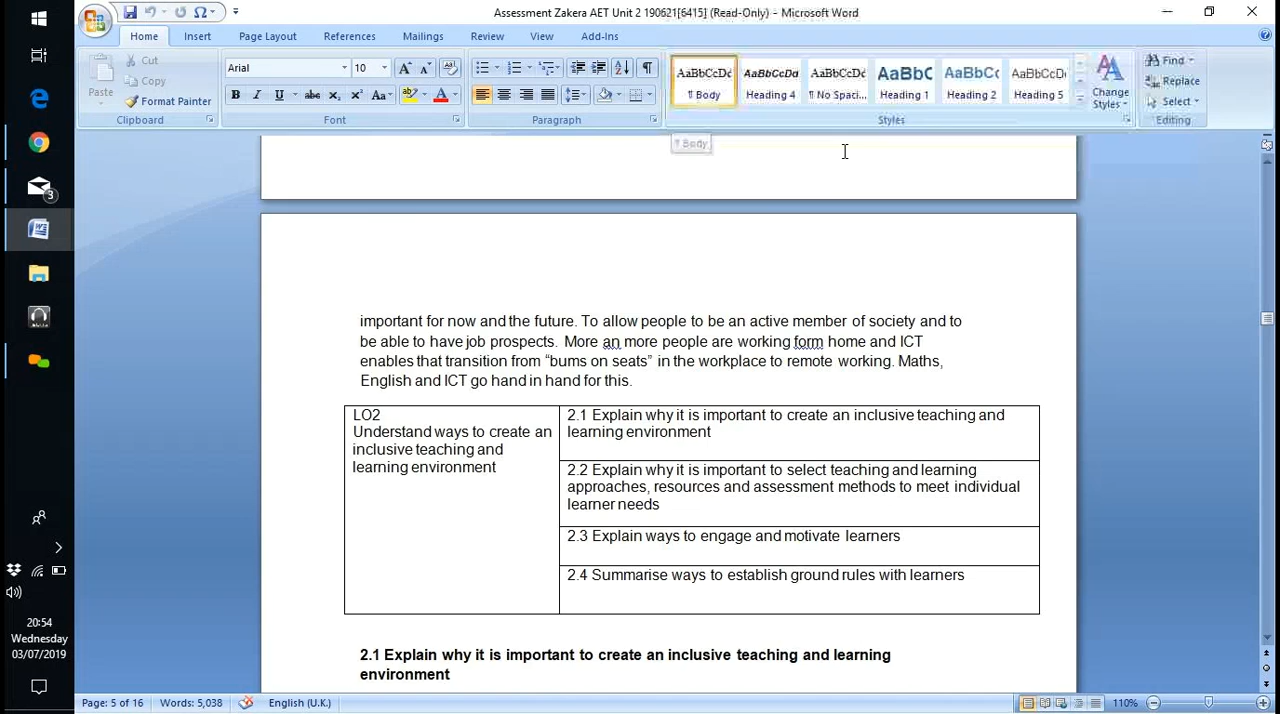 Assessment Zakera AET Unit 2 190621[6415] (Read-Only) - Microsoft Word
Home Insert Page Layout References Mailings Review View Add-Ins
Paste
Cut
Copy
Format Painter
Clipboard
Arial 10
B I U abc x₂ x² Aa
Font
Paragraph
AaBbCcDc AaBbCcDa AaBbCcDc AaBbC AaBbCc AaBbCcDı
¶ Body Heading 4 ¶ No Spaci... Heading 1 Heading 2 Heading 5
Change
Styles
Styles
Find
Replace
Select
Editing
¶ Body
important for now and the future. To allow people to be an active member of society and to
be able to have job prospects. More an more people are working form home and ICT
enables that transition from “bums on seats” in the workplace to remote working. Maths,
English and ICT go hand in hand for this.
LO2
Understand ways to create an
inclusive teaching and
learning environment
2.1 Explain why it is important to create an inclusive teaching and
learning environment
2.2 Explain why it is important to select teaching and learning
approaches, resources and assessment methods to meet individual
learner needs
2.3 Explain ways to engage and motivate learners
2.4 Summarise ways to establish ground rules with learners
2.1 Explain why it is important to create an inclusive teaching and learning
environment
Page: 5 of 16 Words: 5,038 English (U.K.) 110%
3
20:54
Wednesday
03/07/2019